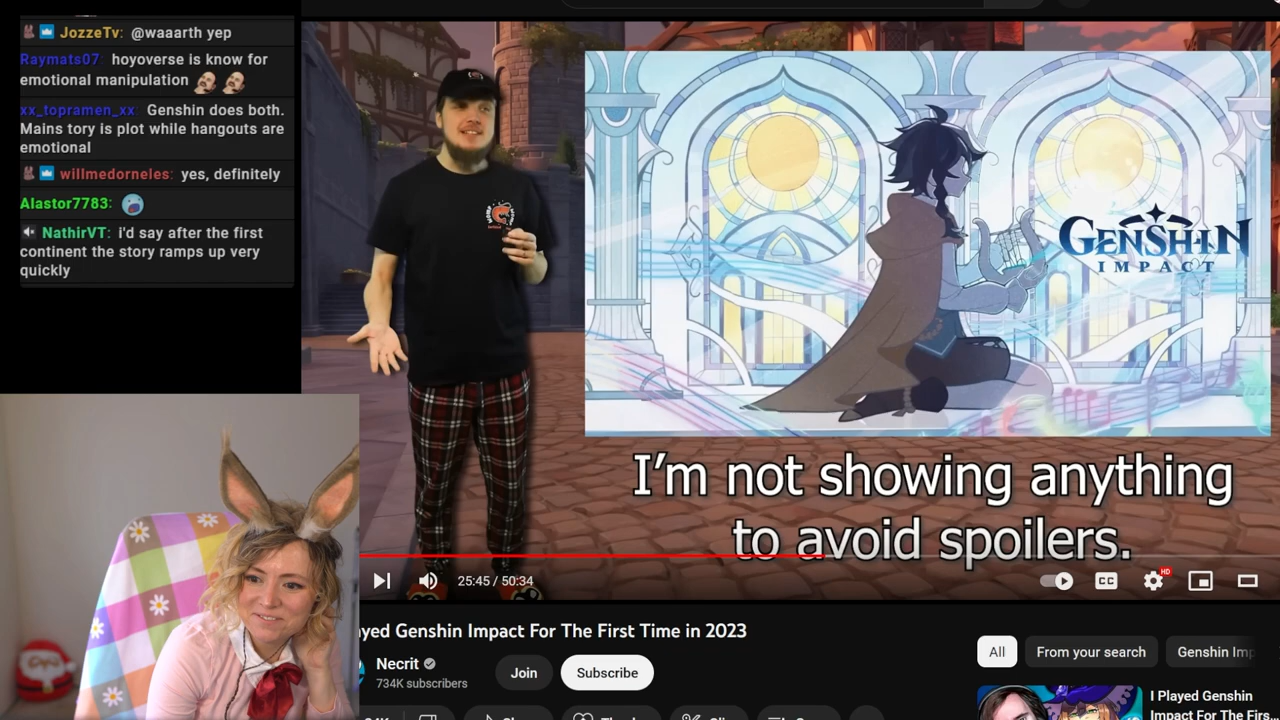 JozzeTv: @waaarth yep
Raymats07: hoyoverse is know for
emotional manipulation
xx_topramen_xx: Genshin does both.
Mains tory is plot while hangouts are
emotional
willmedorneles: yes, definitely
Alastor7783:
NathirVT: i'd say after the first
continent the story ramps up very
quickly
GENSHIN
IMPACT
I'm not showing anything
to avoid spoilers.
25:45 / 50:34
CC
HD
ayed Genshin Impact For The First Time in 2023
Necrit
734K subscribers
Join
Subscribe
All
From your search
Genshin Imp
I Played Genshin
Impact For The Fire